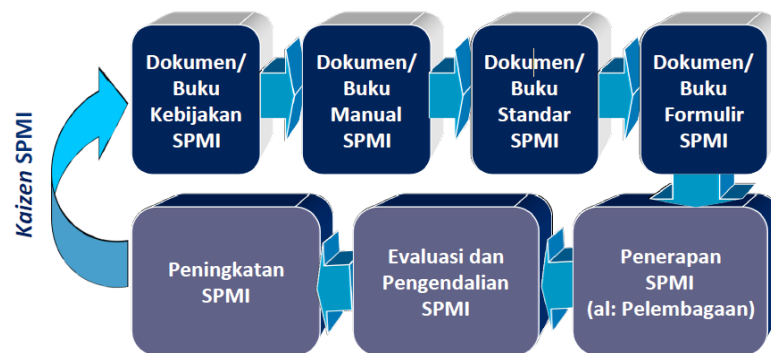 Dokumen/
Buku
Kebijakan
SPMI
Dokumen/
Buku
Manual
SPMI
Dokumen/
Buku
Standar
SPMI
Dokumen/
Buku
Formulir
SPMI
Kaizen SPMI
Peningkatan
SPMI
Evaluasi dan
Pengendalian
SPMI
Penerapan
SPMI
(al: Pelembagaan)